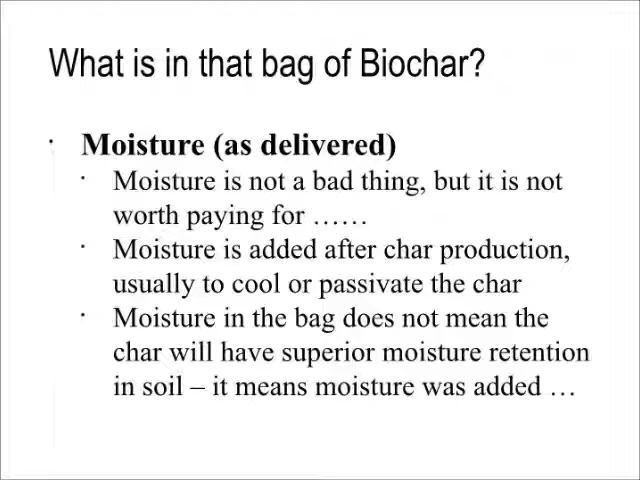 What is in that bag of Biochar?
· Moisture (as delivered)
· Moisture is not a bad thing, but it is not
worth paying for ……
· Moisture is added after char production,
usually to cool or passivate the char
· Moisture in the bag does not mean the
char will have superior moisture retention
in soil – it means moisture was added …